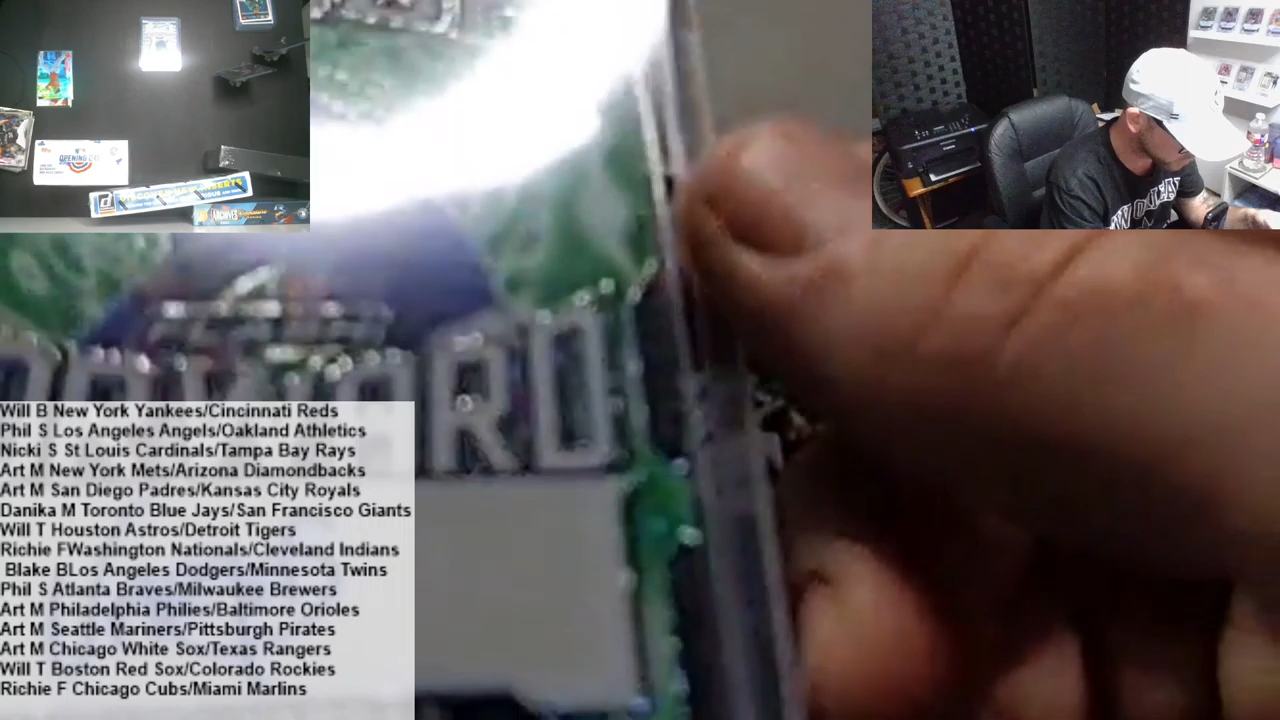 OPENING DAY
ARCHIVES
Will B New York Yankees/Cincinnati Reds
Phil S Los Angeles Angels/Oakland Athletics
Nicki S St Louis Cardinals/Tampa Bay Rays
Art M New York Mets/Arizona Diamondbacks
Art M San Diego Padres/Kansas City Royals
Danika M Toronto Blue Jays/San Francisco Giants
Will T Houston Astros/Detroit Tigers
Richie FWashington Nationals/Cleveland Indians
Blake BLos Angeles Dodgers/Minnesota Twins
Phil S Atlanta Braves/Milwaukee Brewers
Art M Philadelphia Philies/Baltimore Orioles
Art M Seattle Mariners/Pittsburgh Pirates
Art M Chicago White Sox/Texas Rangers
Will T Boston Red Sox/Colorado Rockies
Richie F Chicago Cubs/Miami Marlins